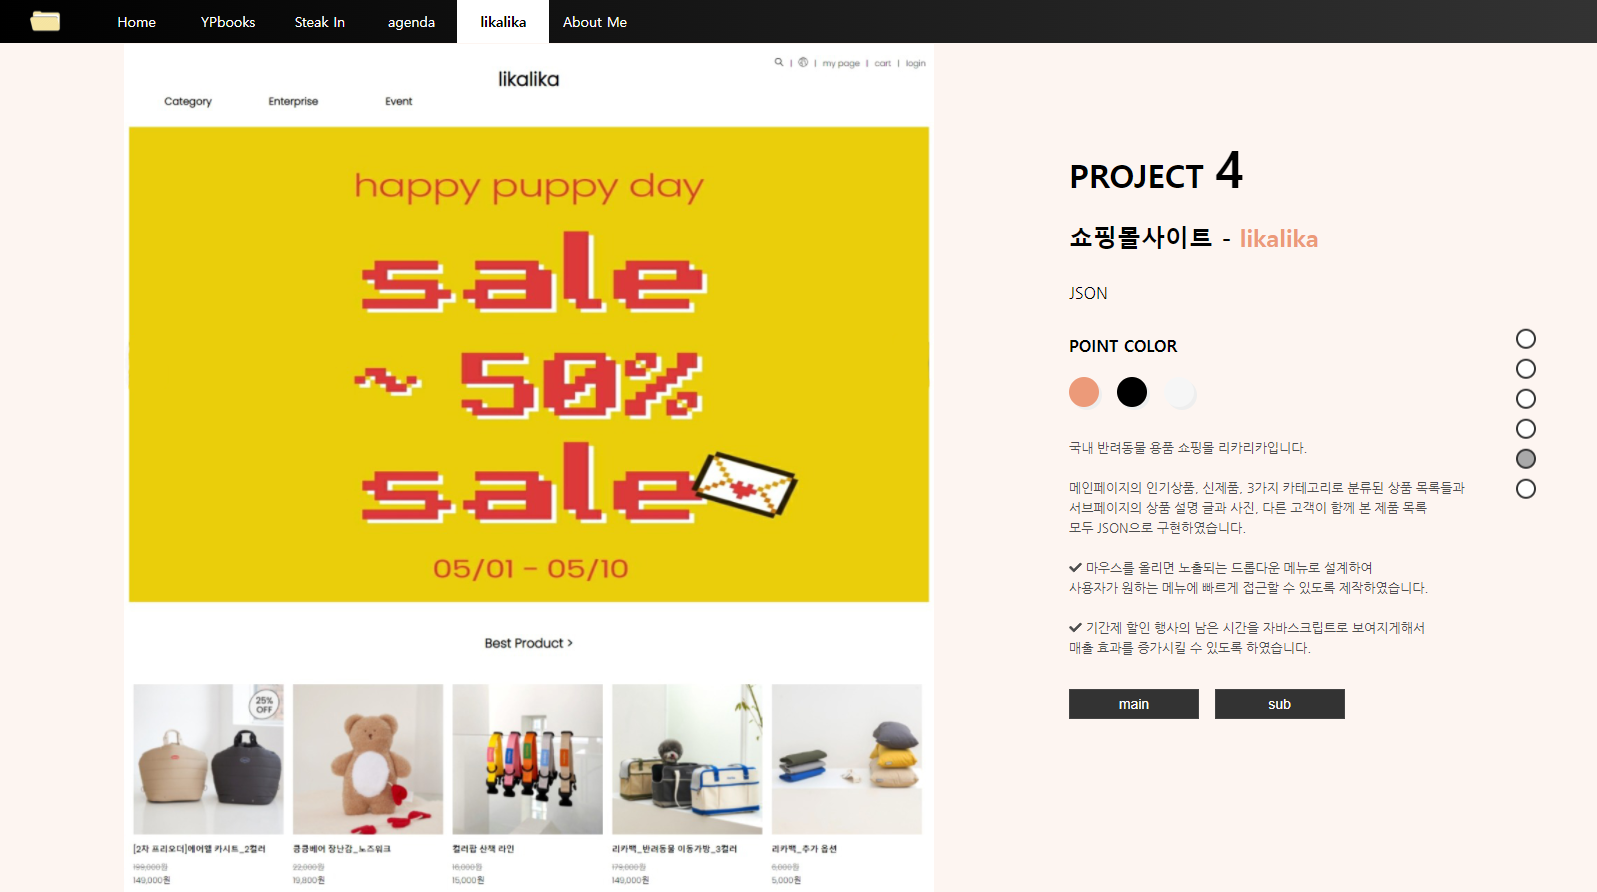 Home YPbooks Steak In agenda likalika About Me
| | my page | cart | login
likalika
Category Enterprise Event
happy puppy day
sale
~ 50%
sale
05/01 - 05/10
Best Product >
25%
OFF
[2차 프리오더]에어델 카시트_2컬러
199,000원
149,000원
콩콩베어 장난감_노즈워크
22,000원
19,800원
컬러팝 산책 라인
16,000원
15,000원
리카팩_반려동물 이동가방_3컬러
179,000원
149,000원
리카팩_추가 옵션
6,000원
5,000원
PROJECT 4
쇼핑몰사이트 - likalika
JSON
POINT COLOR
국내 반려동물 용품 쇼핑몰 리카리카입니다.
메인페이지의 인기상품, 신제품, 3가지 카테고리로 분류된 상품 목록들과
서브페이지의 상품 설명 글과 사진, 다른 고객이 함께 본 제품 목록
모두 JSON으로 구현하였습니다.
✔ 마우스를 올리면 노출되는 드롭다운 메뉴로 설계하여
사용자가 원하는 메뉴에 빠르게 접근할 수 있도록 제작하였습니다.
✔ 기간제 할인 행사의 남은 시간을 자바스크립트로 보여지게해서
매출 효과를 증가시킬 수 있도록 하였습니다.
main sub